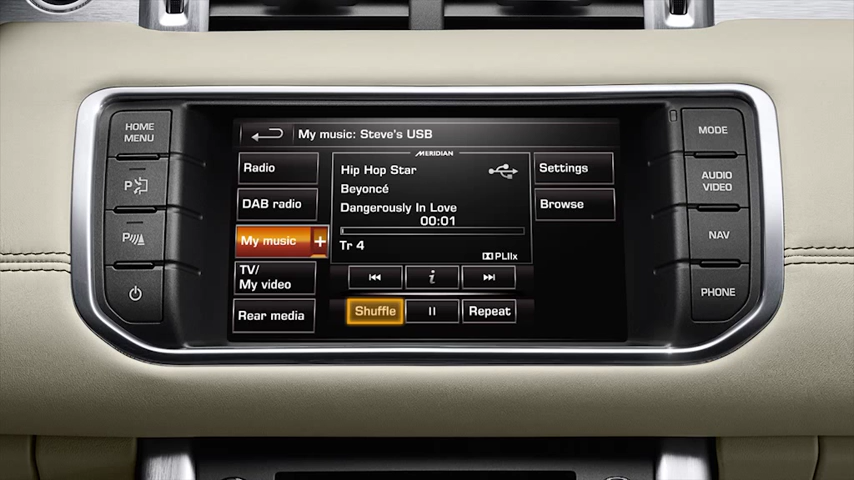 HOME
MENU
P
P
My music: Steve's USB
Radio
DAB radio
My music +
TV/
My video
Rear media
MERIDIAN
Hip Hop Star
Beyoncé
Dangerously In Love
00:01
Tr 4
PLIIx
i
Shuffle
Repeat
Settings
Browse
MODE
AUDIO
VIDEO
NAV
PHONE